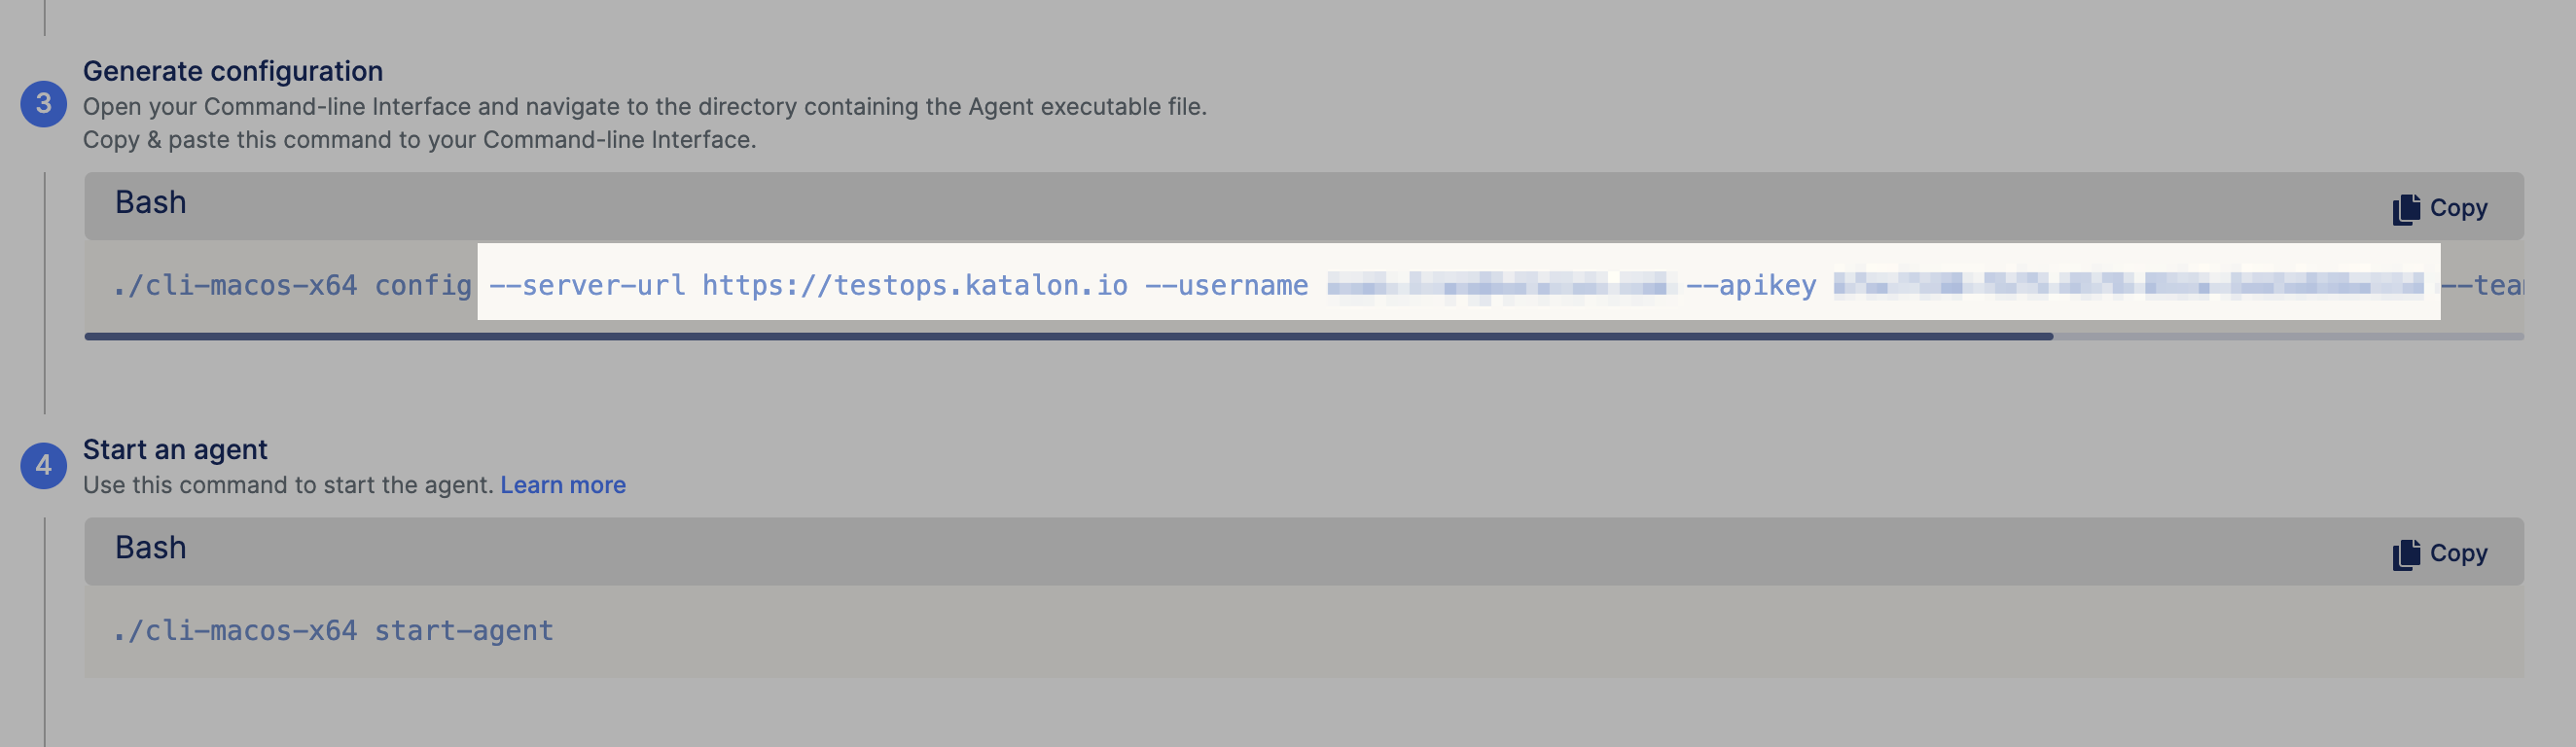 Generate configuration
3
Open your Command-line Interface and navigate to the directory containing the Agent executable file.
Copy & paste this command to your Command-line Interface.
Bash
Copy
./cli-macos-x64 config --server-url https://testops.katalon.io --username --apikey
Start an agent
4
Use this command to start the agent. Learn more
Bash
Copy
./cli-macos-x64 start-agent